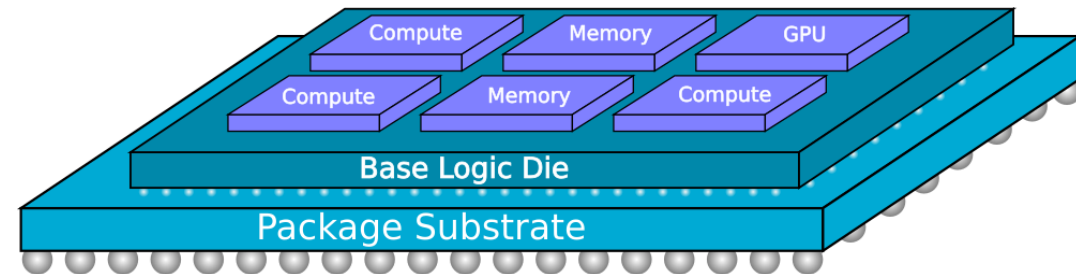 Compute
Memory
GPU
Compute
Memory
Compute
Base Logic Die
Package Substrate